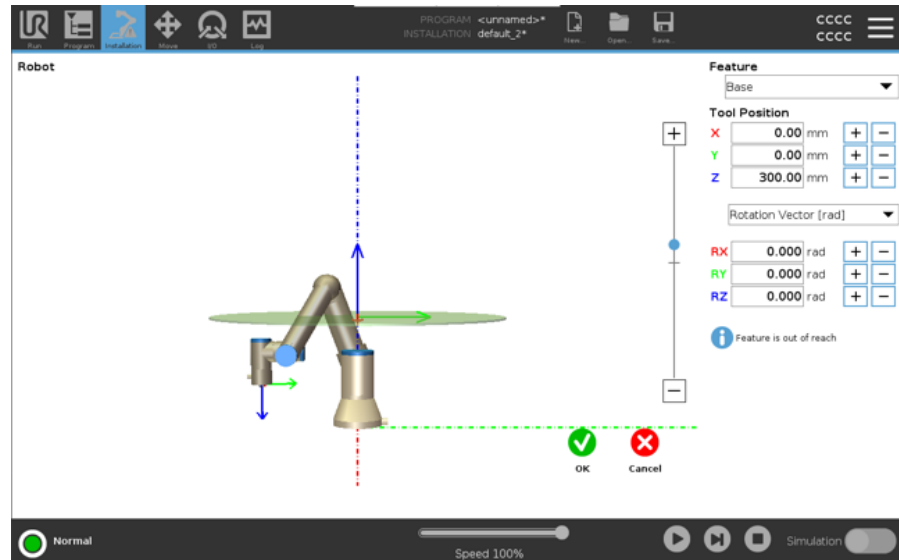 UR
PROGRAM <unnamed>*
INSTALLATION default_2*
CCCC
CCCC
Run Program Installation Move I/O Log New... Open... Save...
Robot
Feature
Base
Tool Position
X 0.00 mm + −
Y 0.00 mm + −
Z 300.00 mm + −
Rotation Vector [rad]
RX 0.000 rad + −
RY 0.000 rad + −
RZ 0.000 rad + −
i Feature is out of reach
OK Cancel
Normal
Speed 100%
Simulation